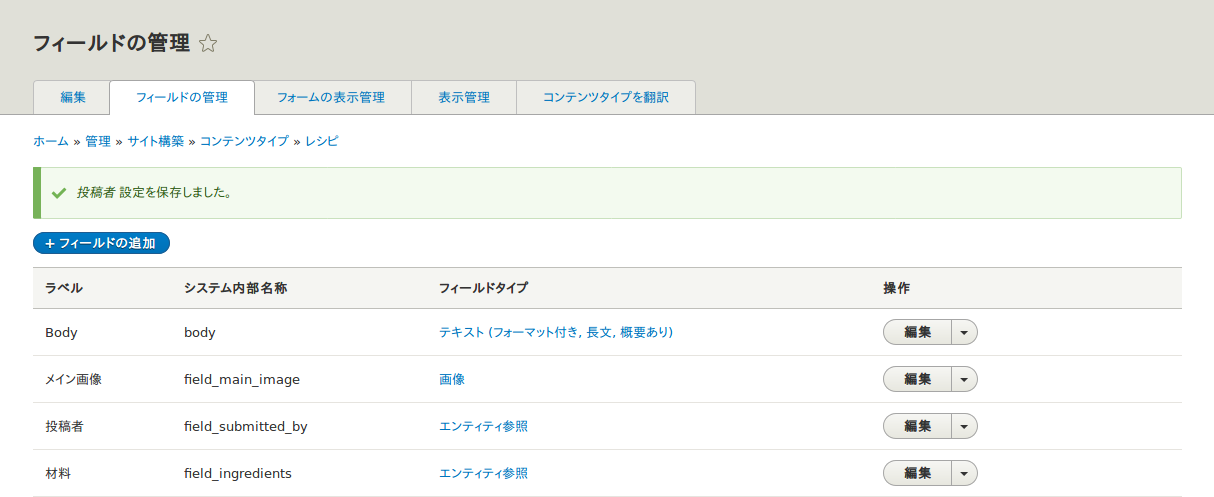 フィールドの管理
編集 フィールドの管理 フォームの表示管理 表示管理 コンテンツタイプを翻訳
ホーム » 管理 » サイト構築 » コンテンツタイプ » レシピ
投稿者 設定を保存しました。
+ フィールドの追加
ラベル システム内部名称 フィールドタイプ 操作
Body body テキスト (フォーマット付き, 長文, 概要あり) 編集
メイン画像 field_main_image 画像 編集
投稿者 field_submitted_by エンティティ参照 編集
材料 field_ingredients エンティティ参照 編集